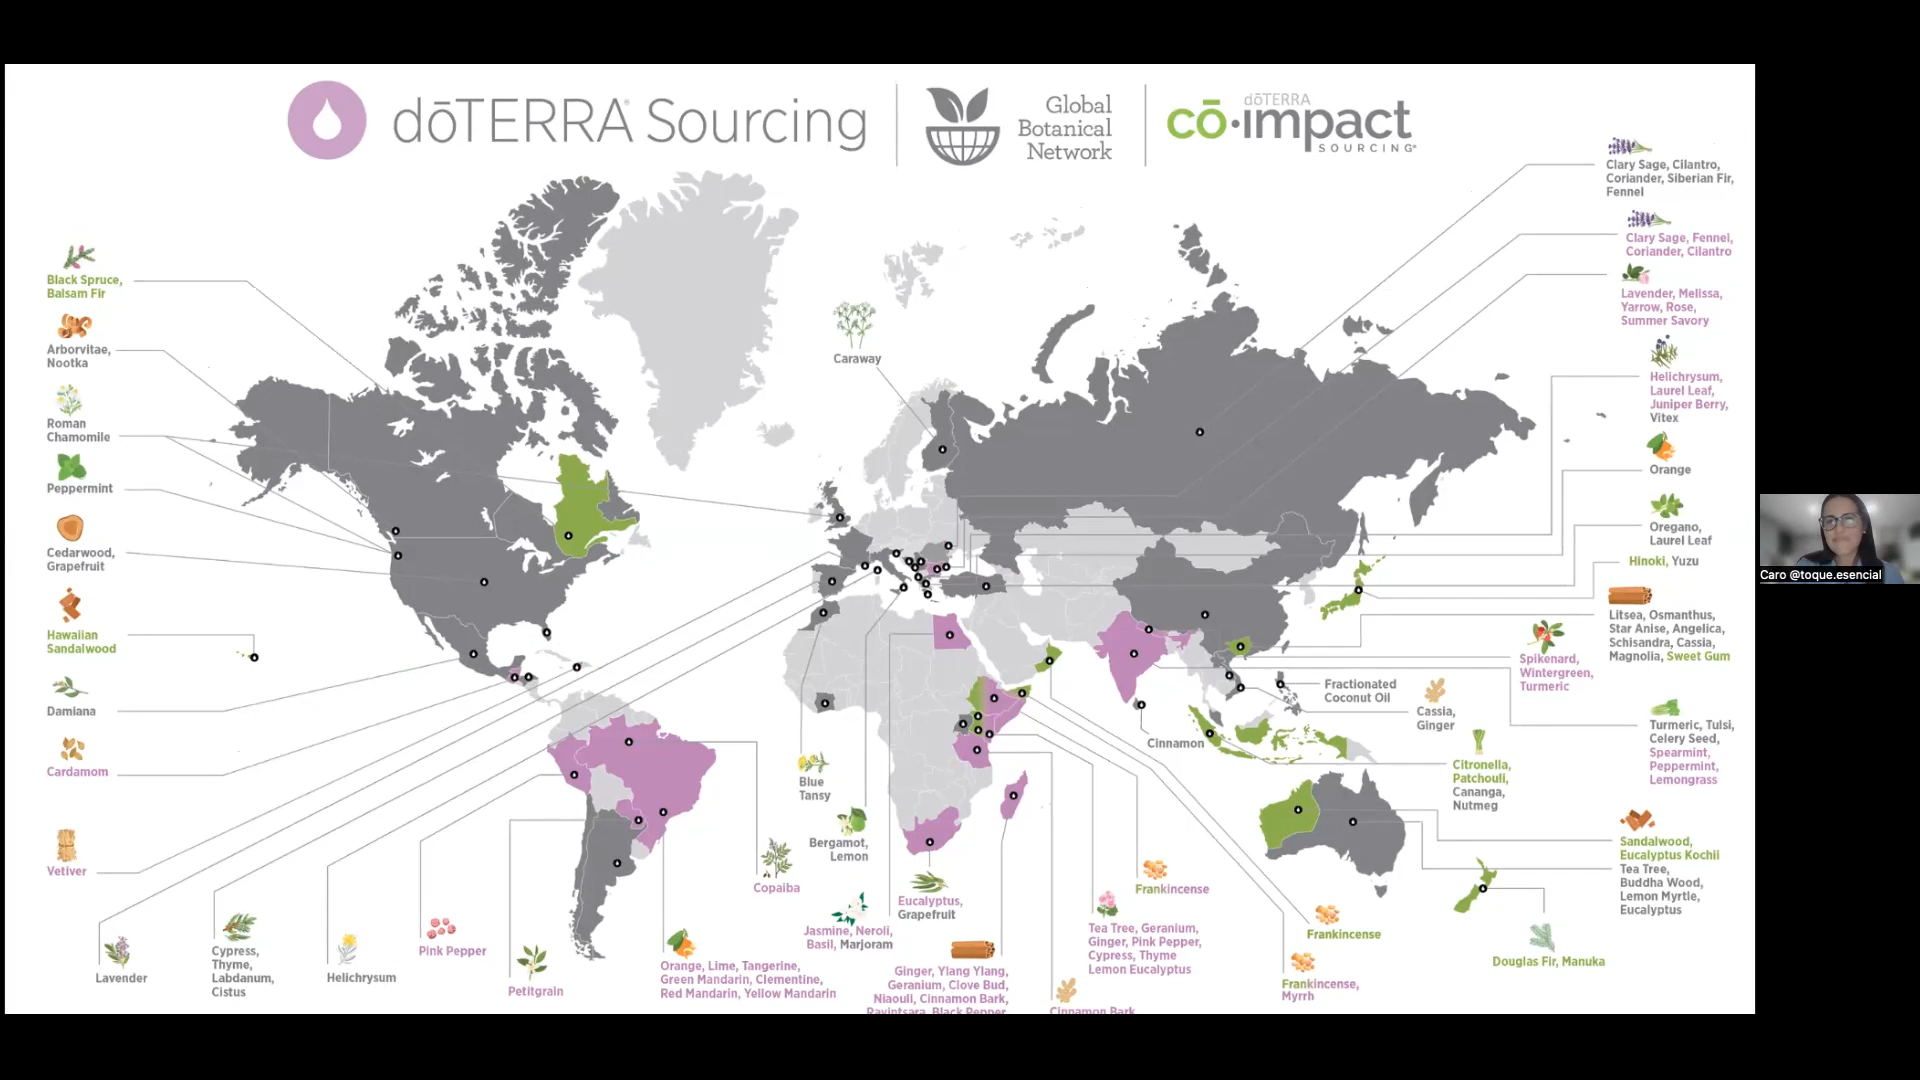 dōTERRA® Sourcing
Global
Botanical
Network
dōTERRA
cō•impact
SOURCING®
Black Spruce,
Balsam Fir
Arborvitae,
Nootka
Roman
Chamomile
Peppermint
Cedarwood,
Grapefruit
Hawaiian
Sandalwood
Damiana
Cardamom
Vetiver
Lavender
Cypress,
Thyme,
Labdanum,
Cistus
Helichrysum
Pink Pepper
Petitgrain
Orange, Lime, Tangerine,
Green Mandarin, Clementine,
Red Mandarin, Yellow Mandarin
Copaiba
Caraway
Blue
Tansy
Bergamot,
Lemon
Jasmine, Neroli,
Basil, Marjoram
Eucalyptus,
Grapefruit
Ginger, Ylang Ylang,
Geranium, Clove Bud,
Niaouli, Cinnamon Bark,
Ravintsara, Black Pepper
Cinnamon Bark
Tea Tree, Geranium,
Ginger, Pink Pepper,
Cypress, Thyme
Lemon Eucalyptus
Frankincense
Frankincense
Frankincense,
Myrrh
Cinnamon
Fractionated
Coconut Oil
Cassia,
Ginger
Citronella,
Patchouli,
Cananga,
Nutmeg
Spikenard,
Wintergreen,
Turmeric
Clary Sage, Cilantro,
Coriander, Siberian Fir,
Fennel
Clary Sage, Fennel,
Coriander, Cilantro
Lavender, Melissa,
Yarrow, Rose,
Summer Savory
Helichrysum,
Laurel Leaf,
Juniper Berry,
Vitex
Orange
Oregano,
Laurel Leaf
Hinoki, Yuzu
Litsea, Osmanthus,
Star Anise, Angelica,
Schisandra, Cassia,
Magnolia, Sweet Gum
Turmeric, Tulsi,
Celery Seed,
Spearmint,
Peppermint,
Lemongrass
Sandalwood,
Eucalyptus Kochii
Tea Tree,
Buddha Wood,
Lemon Myrtle,
Eucalyptus
Douglas Fir, Manuka
Caro @toque.esencial